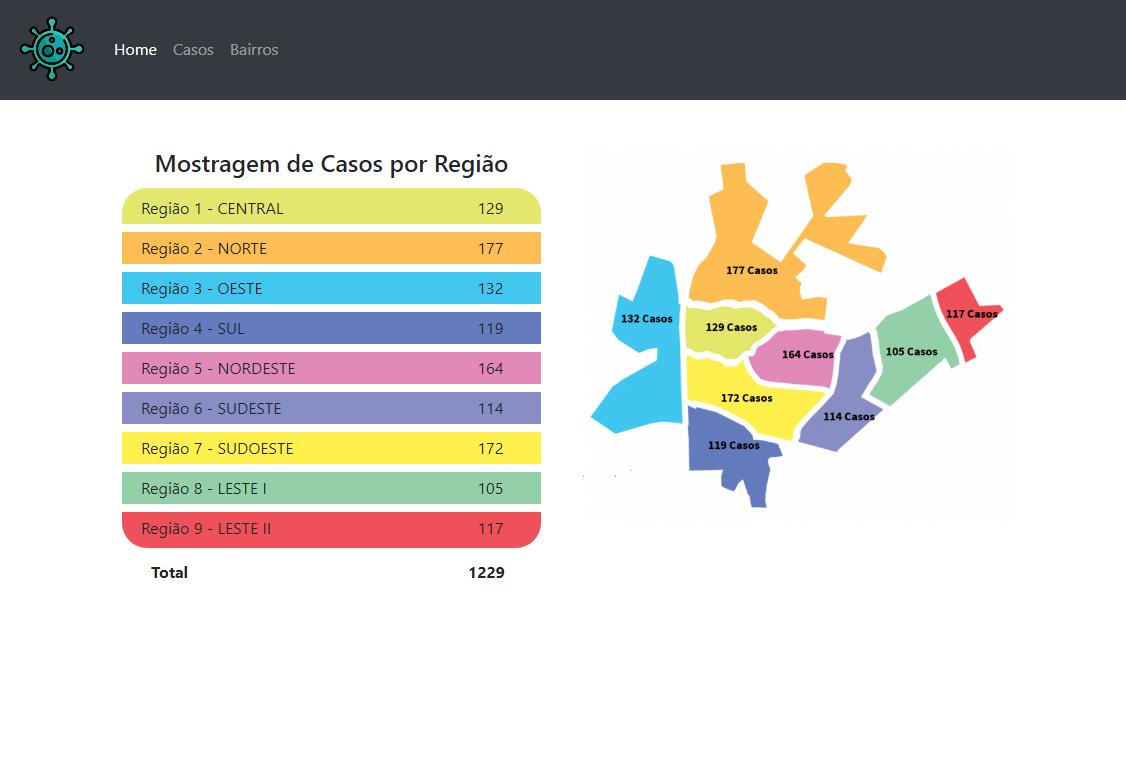 Home Casos Bairros
Mostragem de Casos por Região
Região 1 - CENTRAL 129
Região 2 - NORTE 177
Região 3 - OESTE 132
Região 4 - SUL 119
Região 5 - NORDESTE 164
Região 6 - SUDESTE 114
Região 7 - SUDOESTE 172
Região 8 - LESTE I 105
Região 9 - LESTE II 117
Total 1229
177 Casos
117 Casos
132 Casos
129 Casos
164 Casos
105 Casos
172 Casos
114 Casos
119 Casos